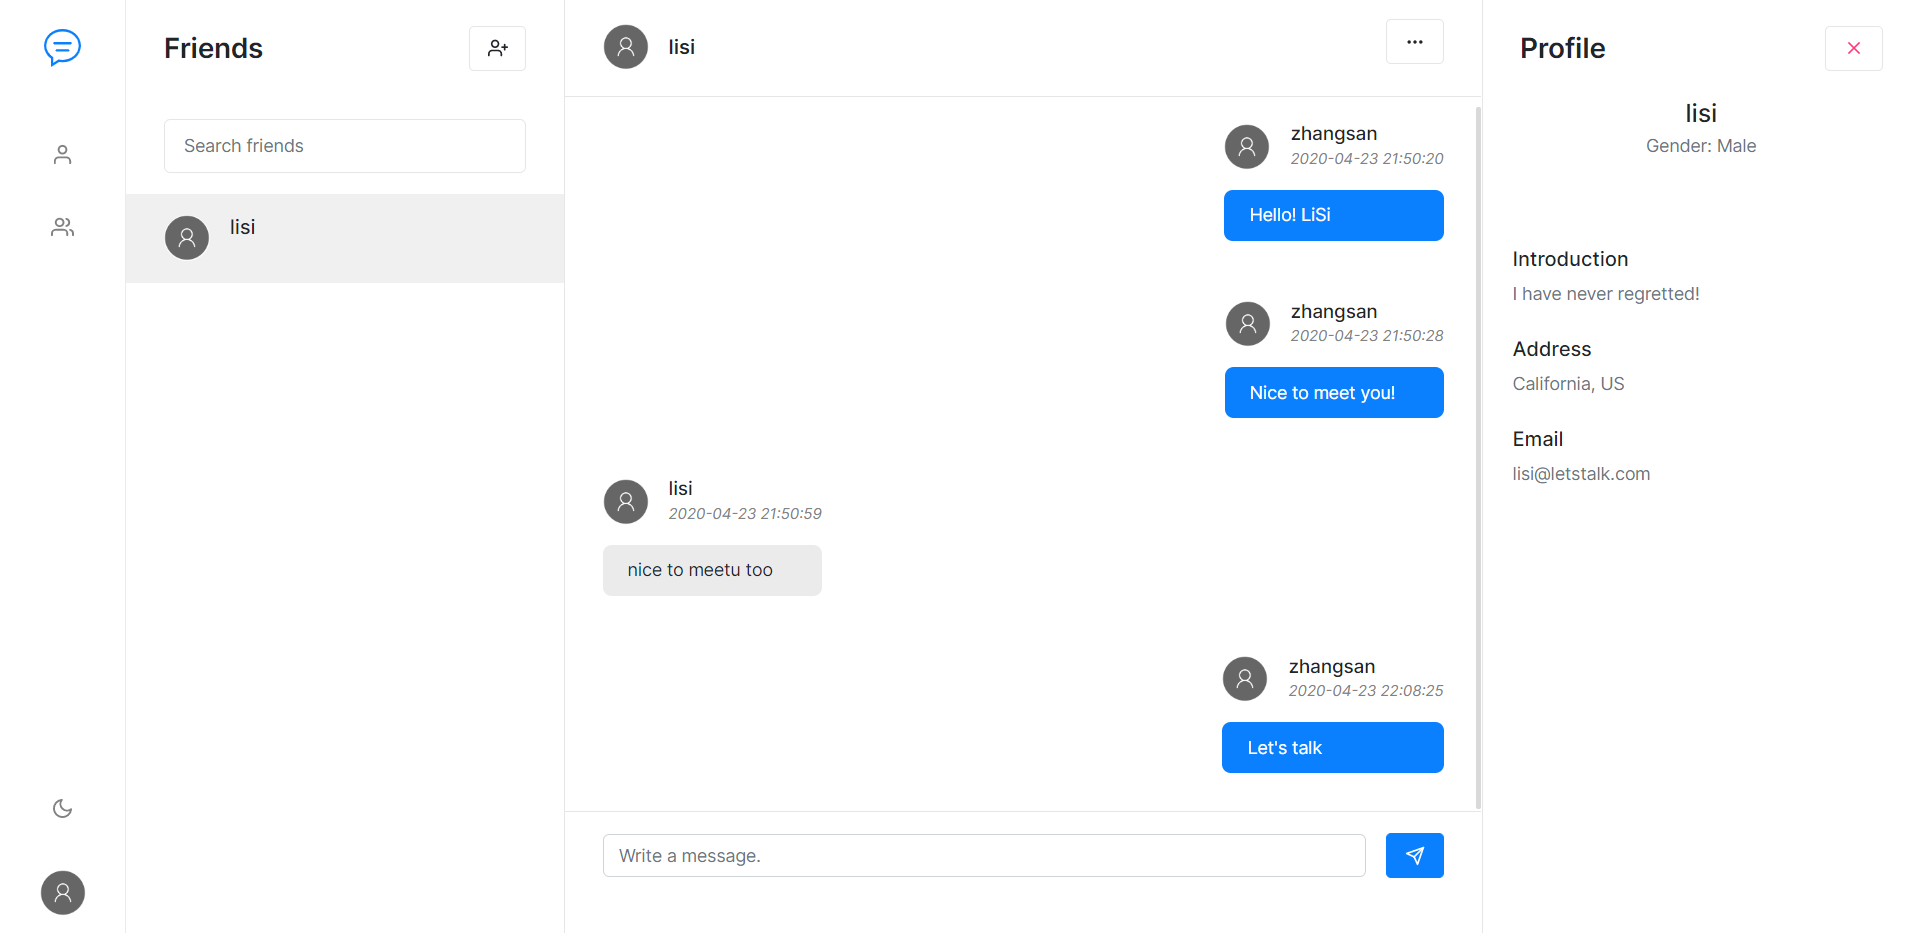 Friends
Search friends
lisi
lisi
zhangsan
2020-04-23 21:50:20
Hello! LiSi
zhangsan
2020-04-23 21:50:28
Nice to meet you!
lisi
2020-04-23 21:50:59
nice to meetu too
zhangsan
2020-04-23 22:08:25
Let's talk
Write a message.
Profile
lisi
Gender: Male
Introduction
I have never regretted!
Address
California, US
Email
lisi@letstalk.com